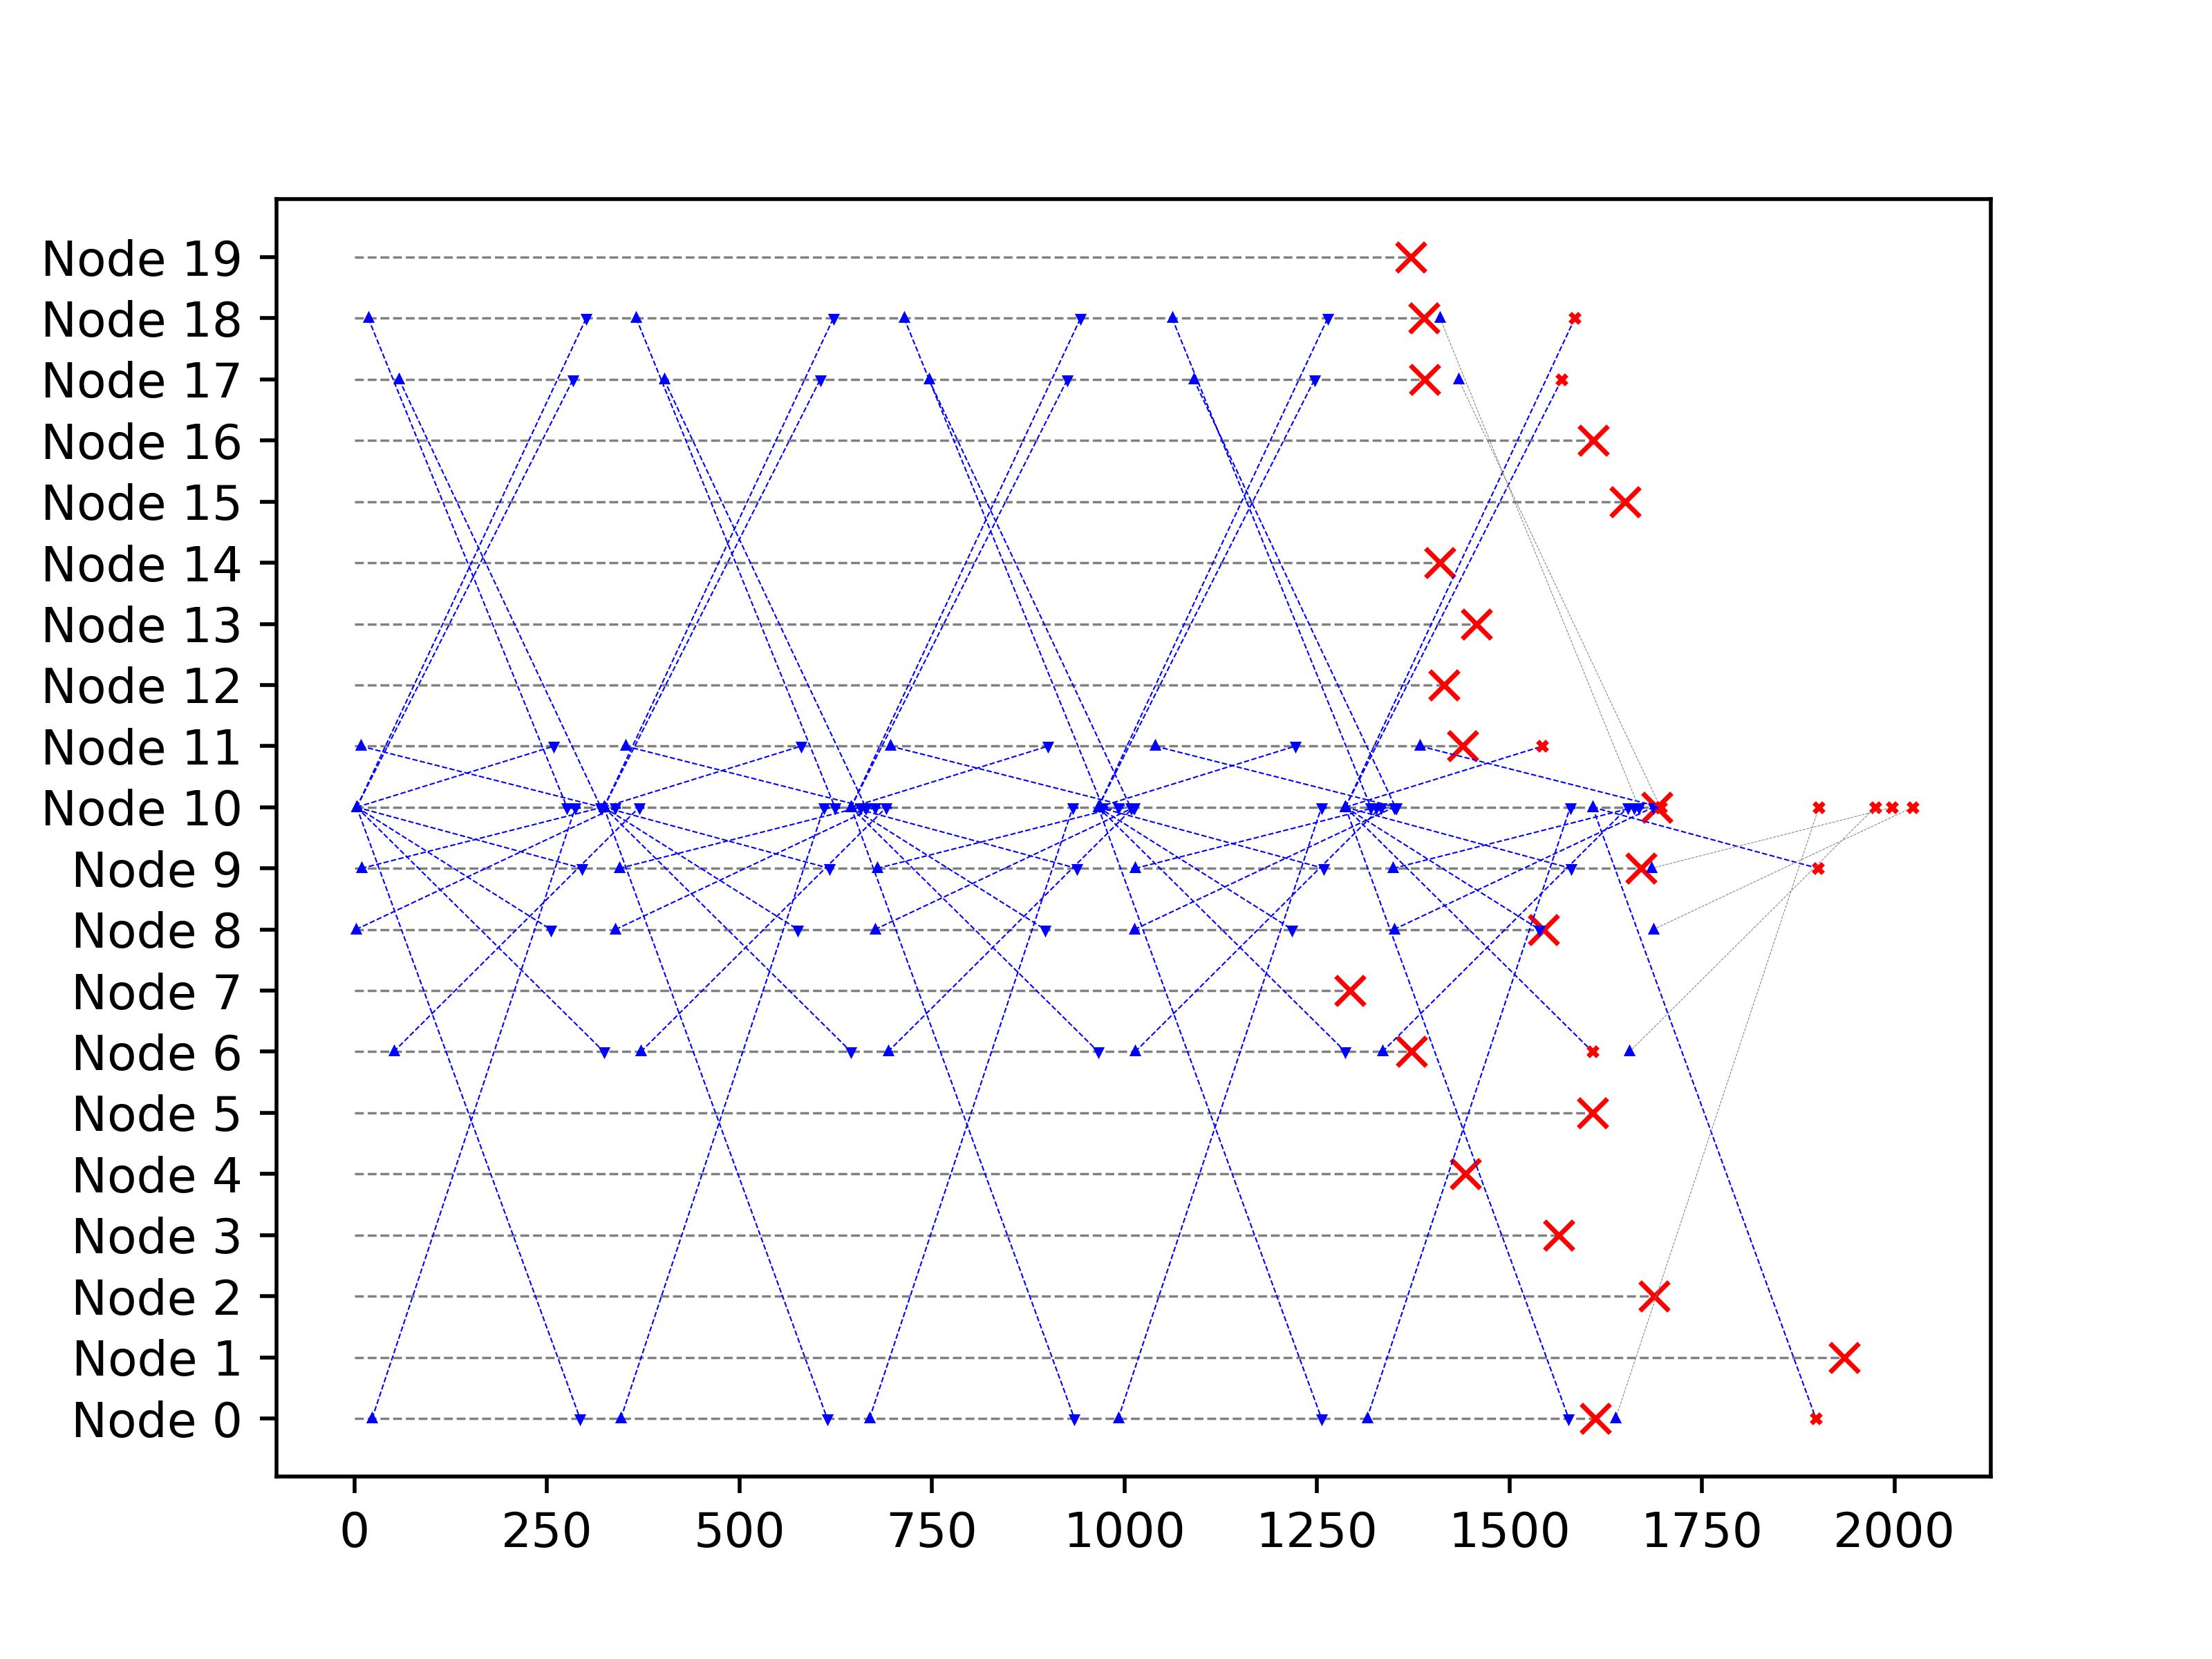 Node 19
Node 18
Node 17
Node 16
Node 15
Node 14
Node 13
Node 12
Node 11
Node 10
Node 9
Node 8
Node 7
Node 6
Node 5
Node 4
Node 3
Node 2
Node 1
Node 0
0 250 500 750 1000 1250 1500 1750 2000